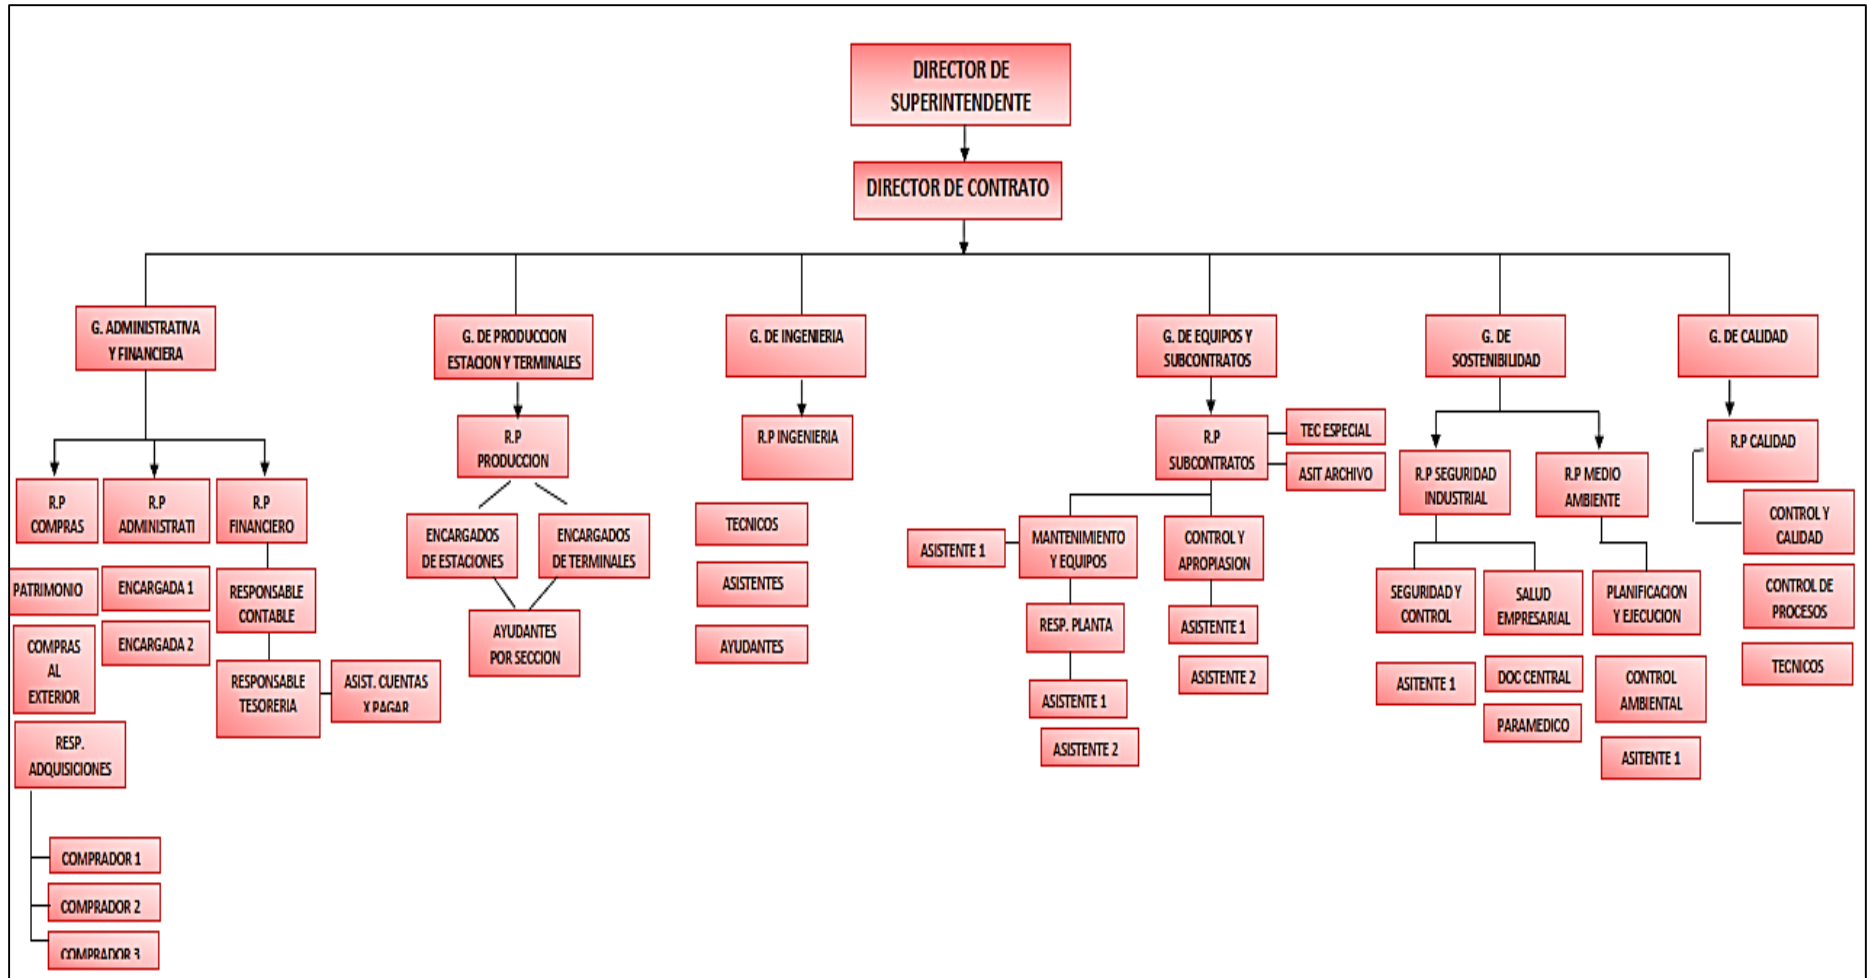 DIRECTOR DE
SUPERINTENDENTE
DIRECTOR DE CONTRATO
G. ADMINISTRATIVA
Y FINANCIERA
G. DE PRODUCCION
ESTACION Y TERMINALES
G. DE INGENIERIA
G. DE EQUIPOS Y
SUBCONTRATOS
G. DE
SOSTENIBILIDAD
G. DE CALIDAD
R.P
COMPRAS
R.P
ADMINISTRATI
R.P
FINANCIERO
PATRIMONIO
COMPRAS
AL
EXTERIOR
RESP.
ADQUISICIONES
COMPRADOR 1
COMPRADOR 2
COMPRADOR 3
ENCARGADA 1
ENCARGADA 2
RESPONSABLE
CONTABLE
RESPONSABLE
TESORERIA
ASIST. CUENTAS
X PAGAR
R.P
PRODUCCION
ENCARGADOS
DE ESTACIONES
ENCARGADOS
DE TERMINALES
AYUDANTES
POR SECCION
R.P INGENIERIA
TECNICOS
ASISTENTES
AYUDANTES
R.P
SUBCONTRATOS
TEC ESPECIAL
ASIT ARCHIVO
ASISTENTE 1
MANTENIMIENTO
Y EQUIPOS
RESP. PLANTA
ASISTENTE 1
ASISTENTE 2
CONTROL Y
APROPIASION
ASISTENTE 1
ASISTENTE 2
R.P SEGURIDAD
INDUSTRIAL
R.P MEDIO
AMBIENTE
SEGURIDAD Y
CONTROL
ASITENTE 1
SALUD
EMPRESARIAL
DOC CENTRAL
PARAMEDICO
PLANIFICACION
Y EJECUCION
CONTROL
AMBIENTAL
ASITENTE 1
R.P CALIDAD
CONTROL Y
CALIDAD
CONTROL DE
PROCESOS
TECNICOS